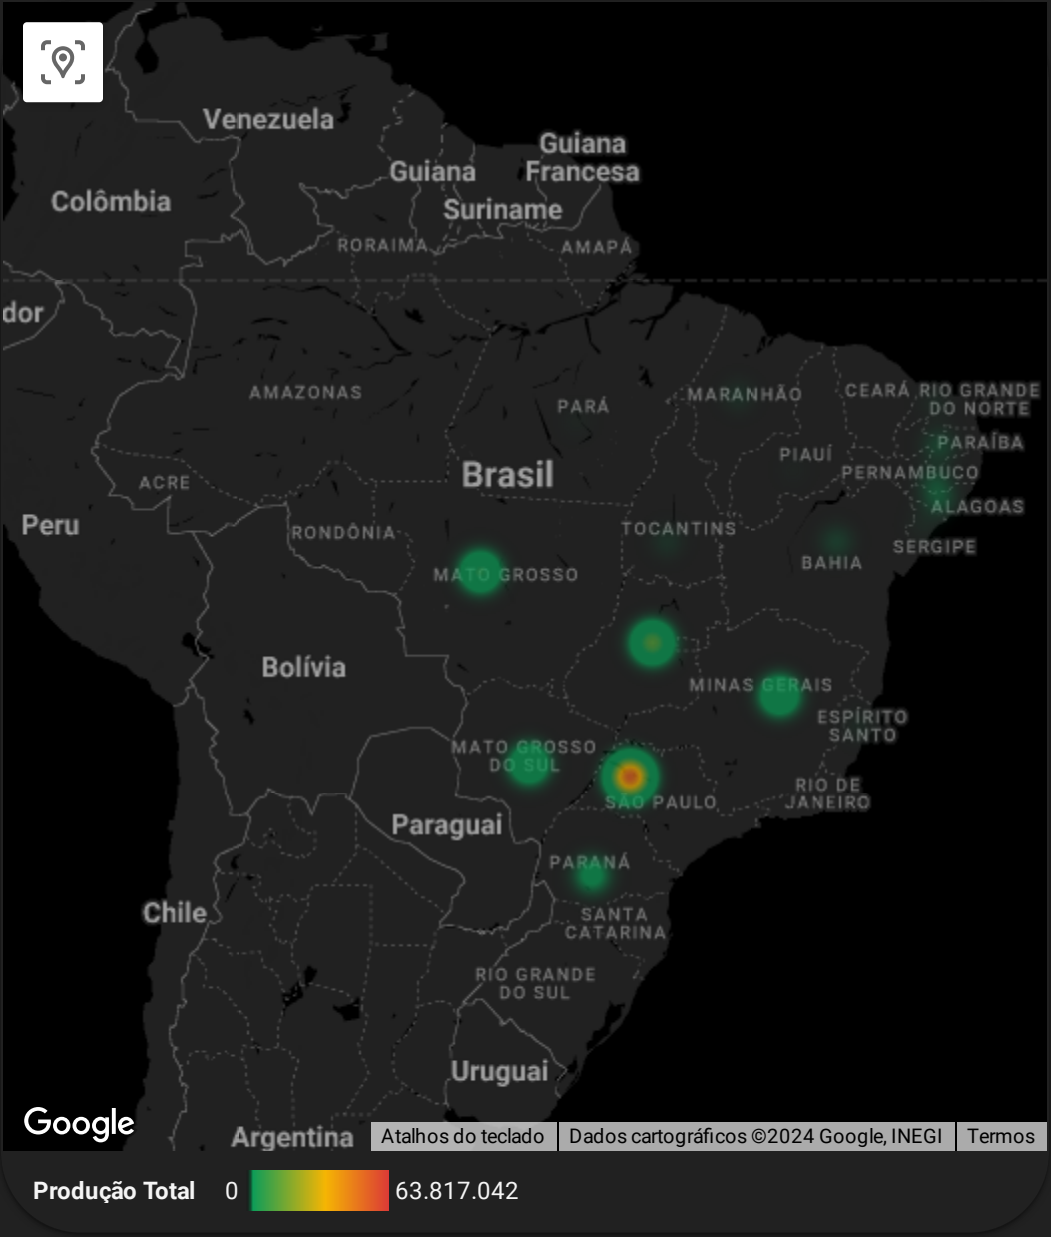 Venezuela
Guiana
Francesa
Guiana
Colômbia
Suriname
RORAIMA
AMAPÁ
dor
AMAZONAS
PARÁ
MARANHÃO
CEARÁ
RIO GRANDE
DO NORTE
PARAÍBA
PIAUÍ
Brasil
PERNAMBUCO
ACRE
ALAGOAS
Peru
RONDÔNIA
TOCANTINS
SERGIPE
BAHIA
MATO GROSSO
Bolívia
MINAS GERAIS
ESPÍRITO
SANTO
MATO GROSSO
DO SUL
RIO DE
JANEIRO
SÃO PAULO
Paraguai
PARANÁ
Chile
SANTA
CATARINA
RIO GRANDE
DO SUL
Uruguai
Google
Argentina
Atalhos do teclado
Dados cartográficos ©2024 Google, INEGI
Termos
Produção Total 0 63.817.042